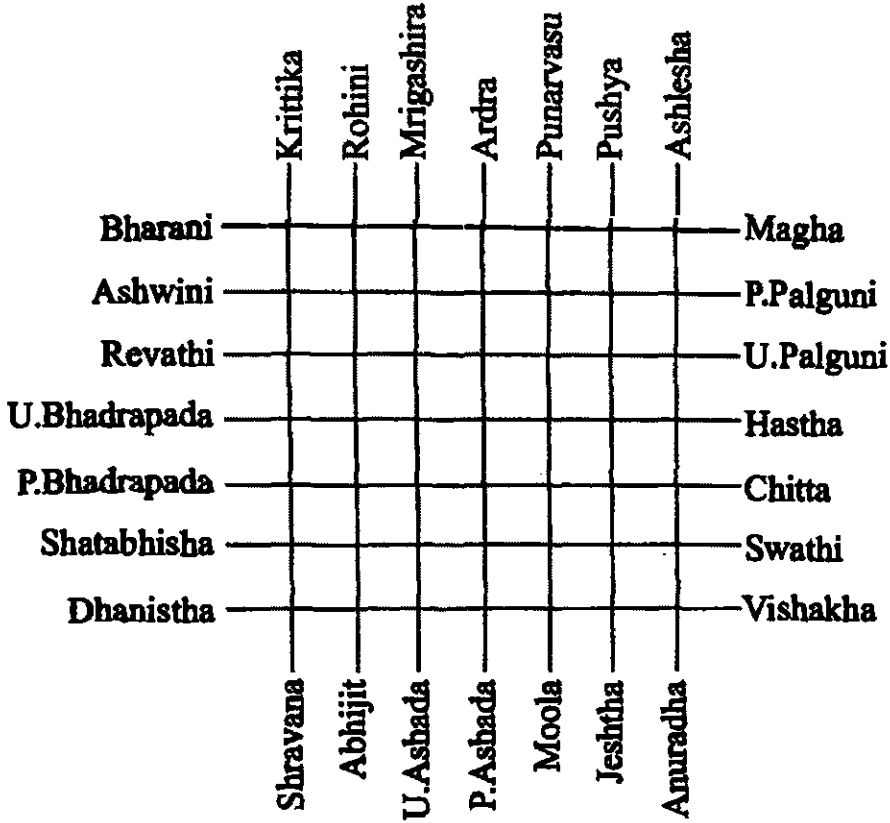 Krittika
Rohini
Mrigashira
Ardra
Punarvasu
Pushya
Ashlesha
Bharani
Magha
Ashwini
P.Palguni
Revathi
U.Palguni
U.Bhadrapada
Hastha
P.Bhadrapada
Chitta
Shatabhisha
Swathi
Dhanistha
Vishakha
Shravana
Abhijit
U.Ashada
P.Ashada
Moola
Jeshtha
Anuradha